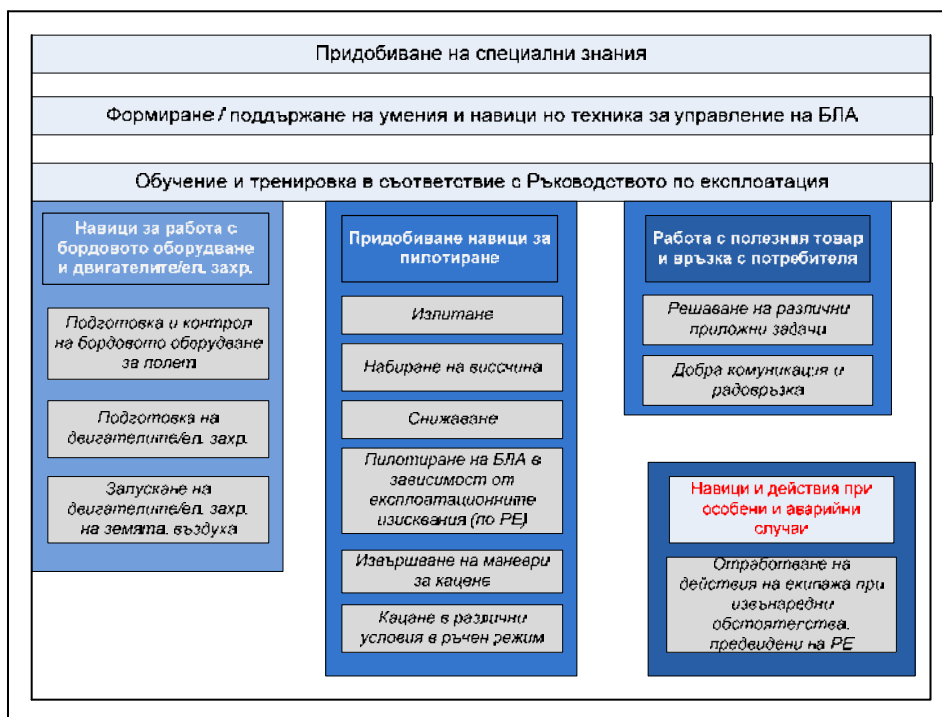 Придобиване на специални знания
Формиране / поддържане на умения и навици но техника за управление на БЛА
Обучение и тренировка в съответствие с Ръководството по експлоатация
Навици за работа с
бордовото оборудване
и двигателите/ел. захр.
Подготовка и контрол
на бордовото оборудване
за полет
Подготовка на
двигателите/ел. захр.
Запускане на
двигателите/ел. захр.
на земята. въздуха
Придобиване навици за
пилотиране
Излитане
Набиране на височина
Снижаване
Пилотиране на БЛА в
зависимост от
експлоатационните
изисквания (по РЕ)
Извършване на маневри
за кацене
Кацане в различни
условия в ръчен режим
Работа с полезния товар
и връзка с потребителя
Решаване на различни
приложни задачи
Добра комуникация и
радовръзка
Навици и действия при
особени и аварийни
случаи
Отработване на
действия на екипажа при
извънаредни
обстоятегства.
предвидени на РЕ